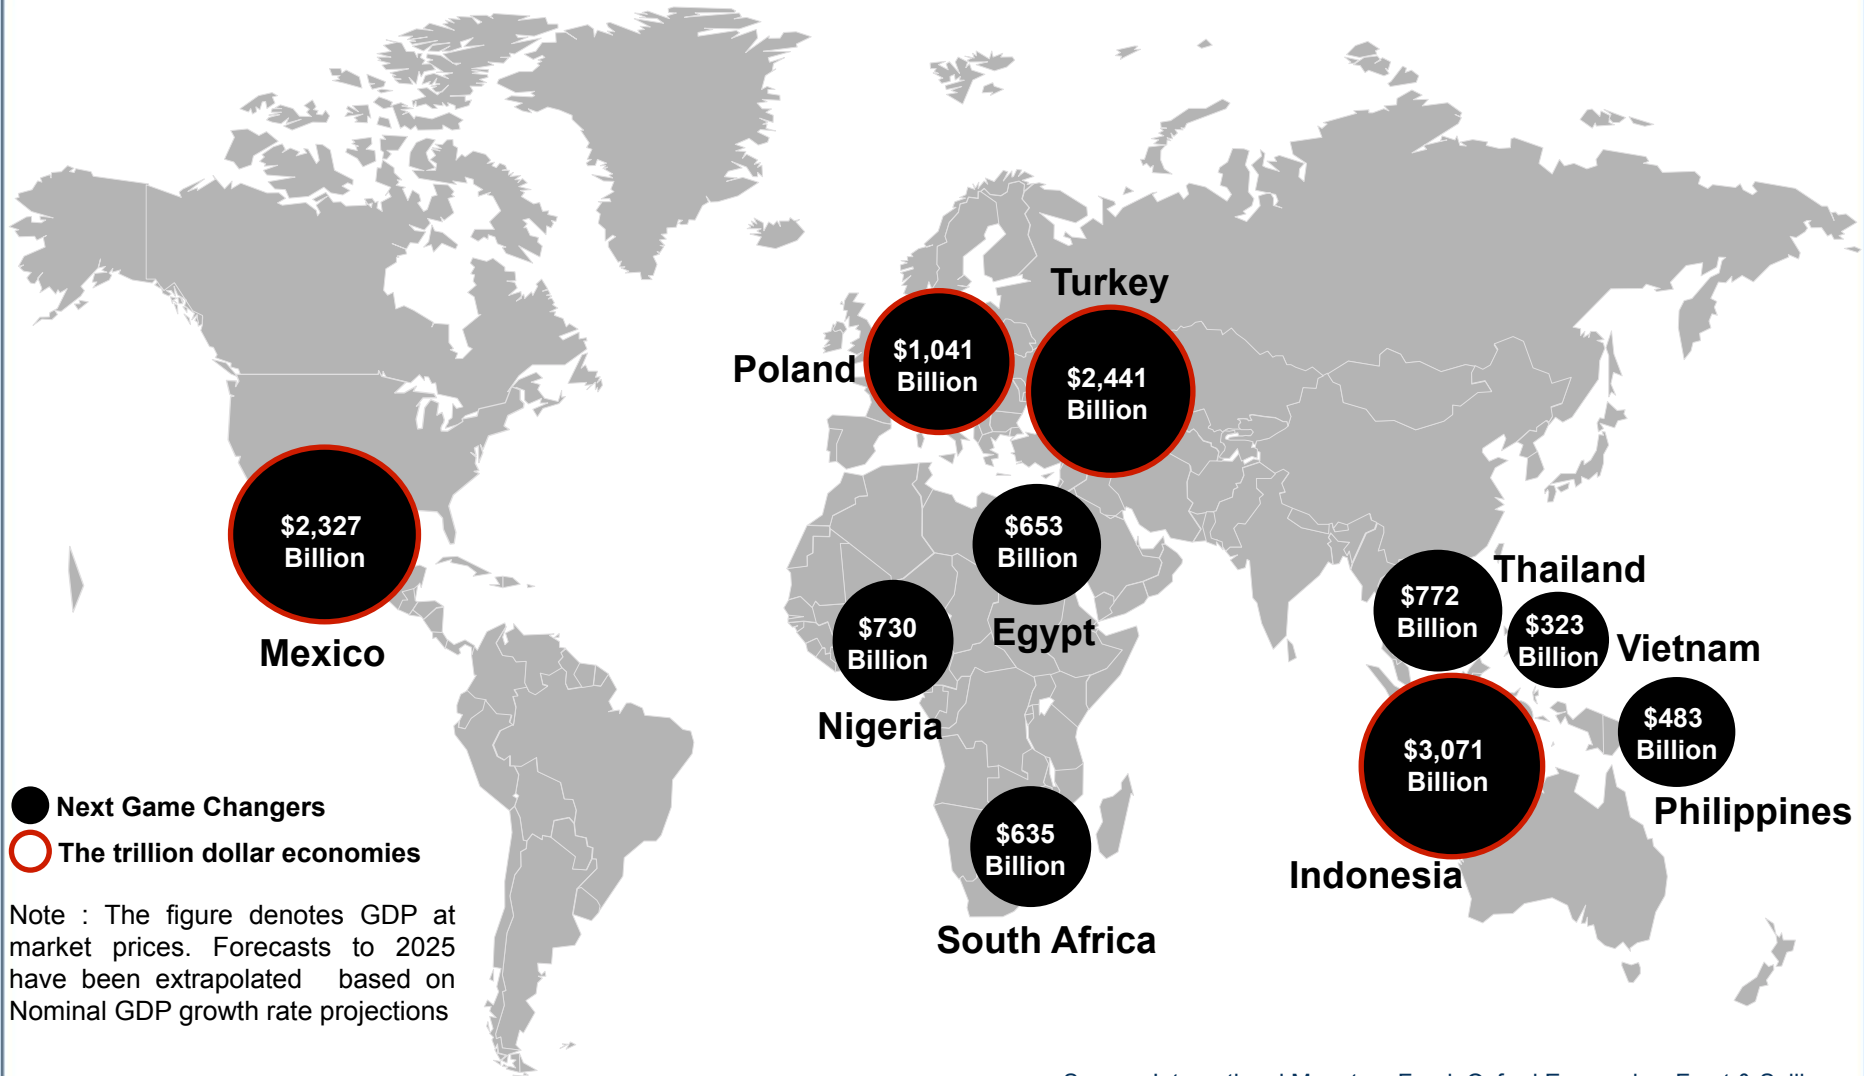 Turkey
$1,041
Billion
Poland
$2,441
Billion
$2,327
Billion
Mexico
$653
Billion
Egypt
$730
Billion
Nigeria
Thailand
$772
Billion
$323
Billion
Vietnam
$483
Billion
Philippines
$3,071
Billion
Indonesia
$635
Billion
South Africa
Next Game Changers
The trillion dollar economies
Note : The figure denotes GDP at
market prices. Forecasts to 2025
have been extrapolated based on
Nominal GDP growth rate projections